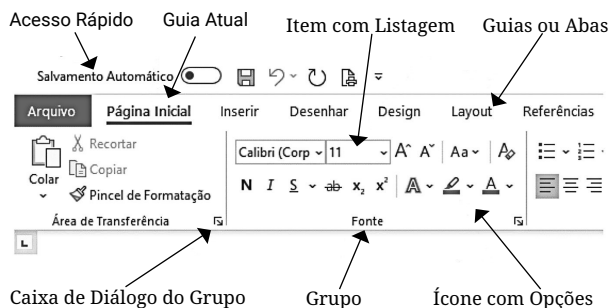 Acesso Rápido Guia Atual Item com Listagem Guias ou Abas
Salvamento Automático
Arquivo Página Inicial Inserir Desenhar Design Layout Referências
Recortar
Copiar
Colar
Pincel de Formatação
Calibri (Corp 11 A^ A˅ Aa A
N I S ab x₂ x² A A
Área de Transferência Fonte
L
Caixa de Diálogo do Grupo Grupo Ícone com Opções